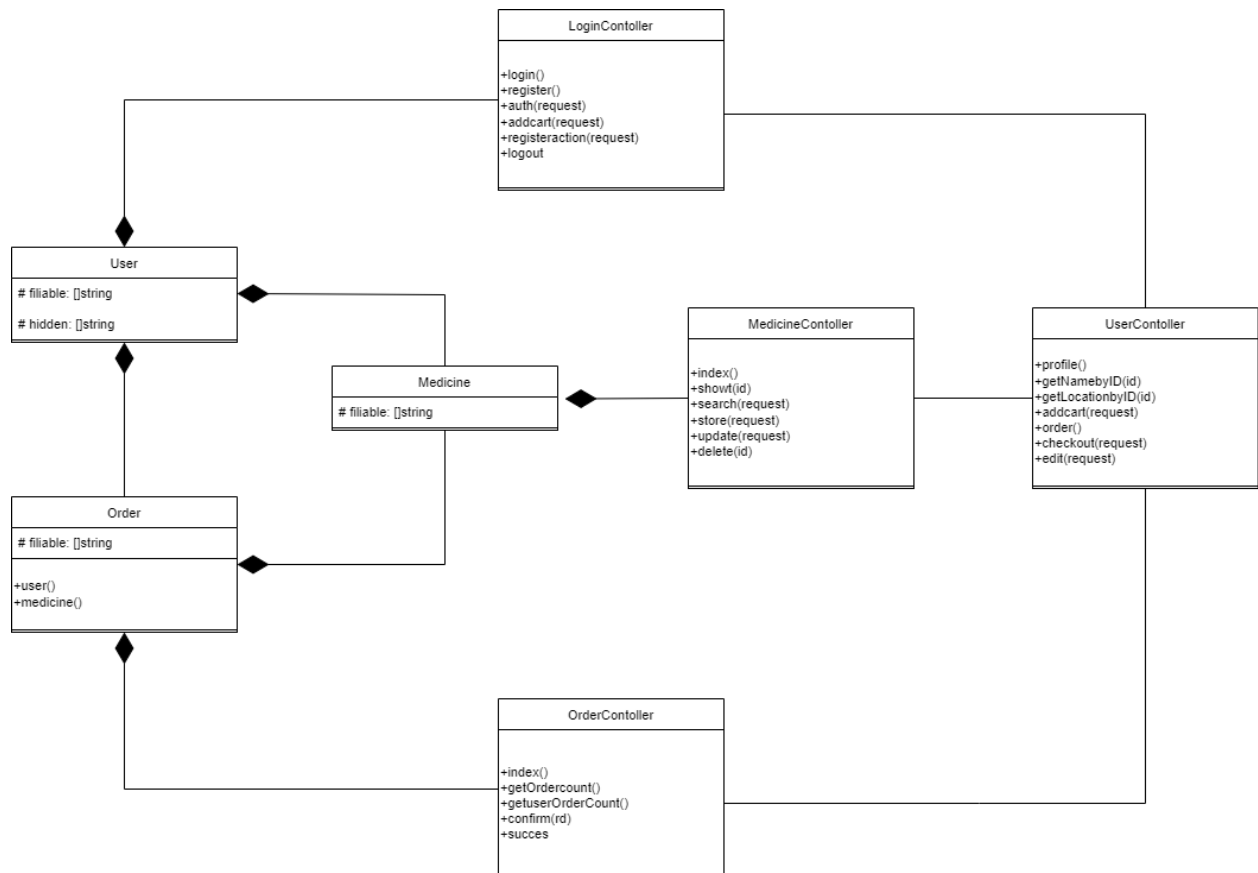 LoginContoller
+login()
+register()
+auth(request)
+addcart(request)
+registeraction(request)
+logout
User
# filiable: []string
# hidden: []string
Medicine
# filiable: []string
MedicineContoller
+index()
+showt(id)
+search(request)
+store(request)
+update(request)
+delete(id)
UserContoller
+profile()
+getNamebyID(id)
+getLocationbyID(id)
+addcart(request)
+order()
+checkout(request)
+edit(request)
Order
# filiable: []string
+user()
+medicine()
OrderContoller
+index()
+getOrdercount()
+getuserOrderCount()
+confirm(rd)
+succes